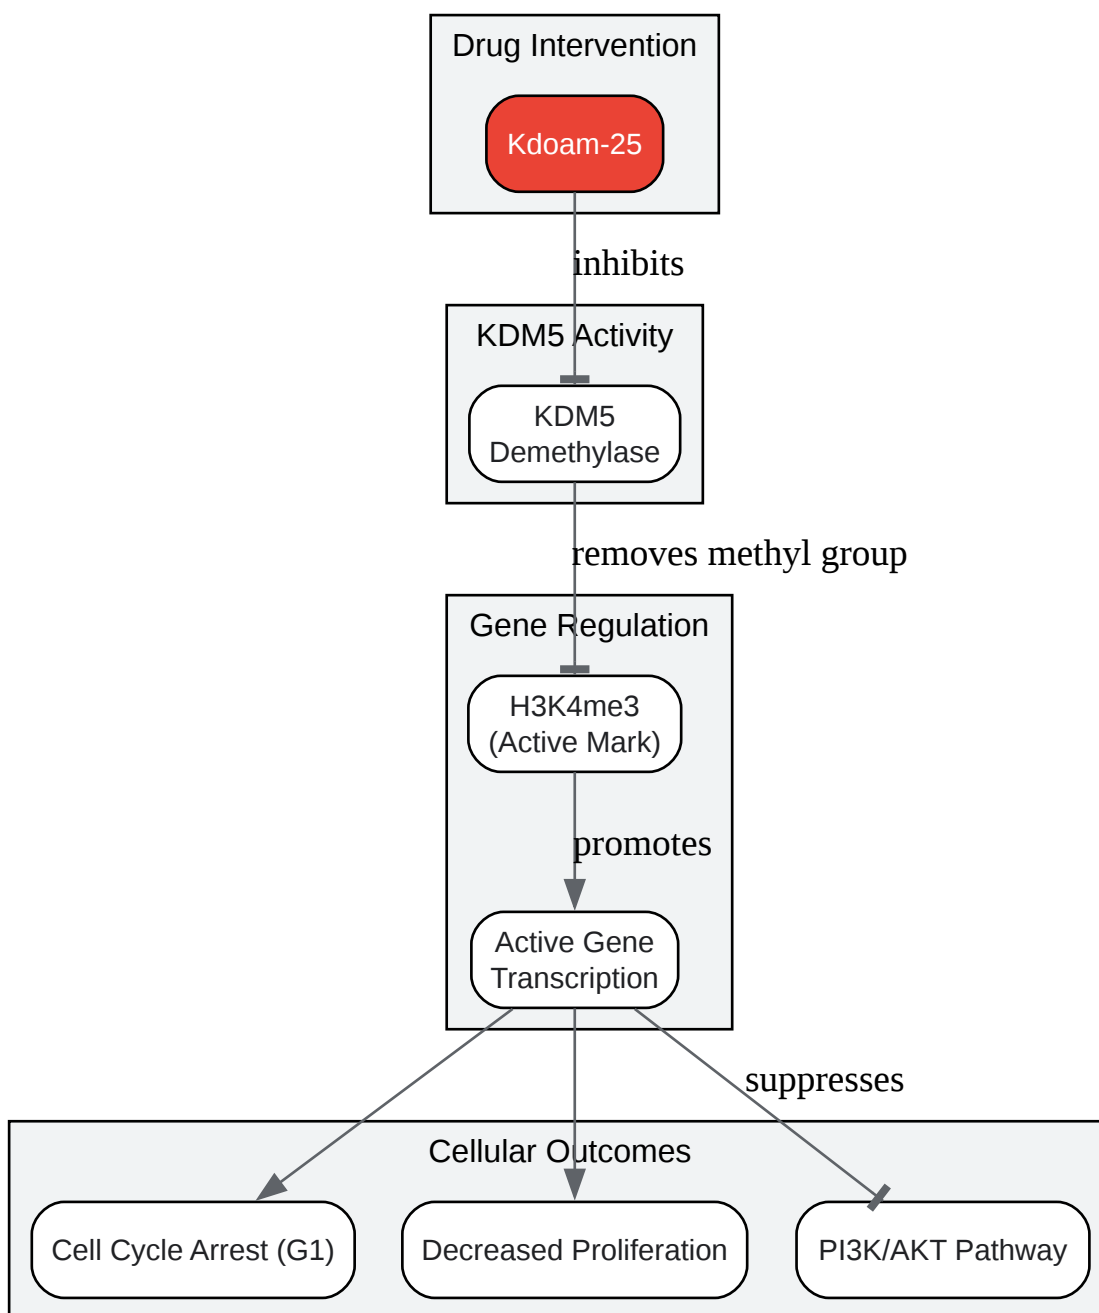 Drug Intervention
Kdoam-25
inhibits
KDM5 Activity
KDM5
Demethylase
removes methyl group
Gene Regulation
H3K4me3
(Active Mark)
promotes
Active Gene
Transcription
suppresses
Cellular Outcomes
Cell Cycle Arrest (G1)
Decreased Proliferation
PI3K/AKT Pathway